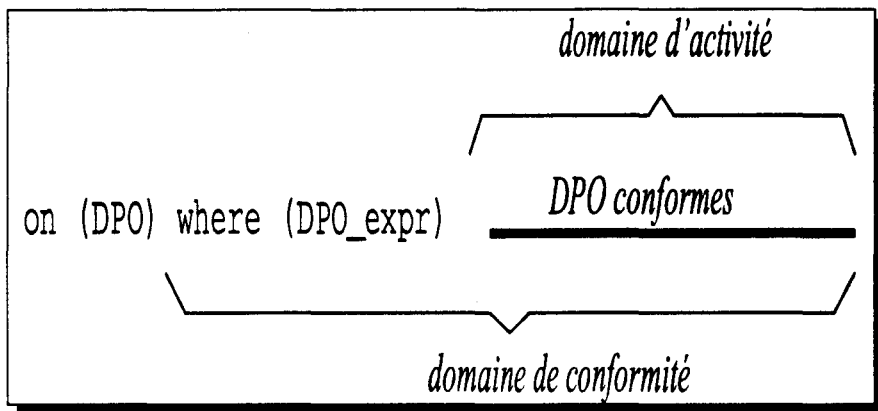 domaine d'activité
on (DPO) where (DPO_expr) DPO conformes
domaine de conformité